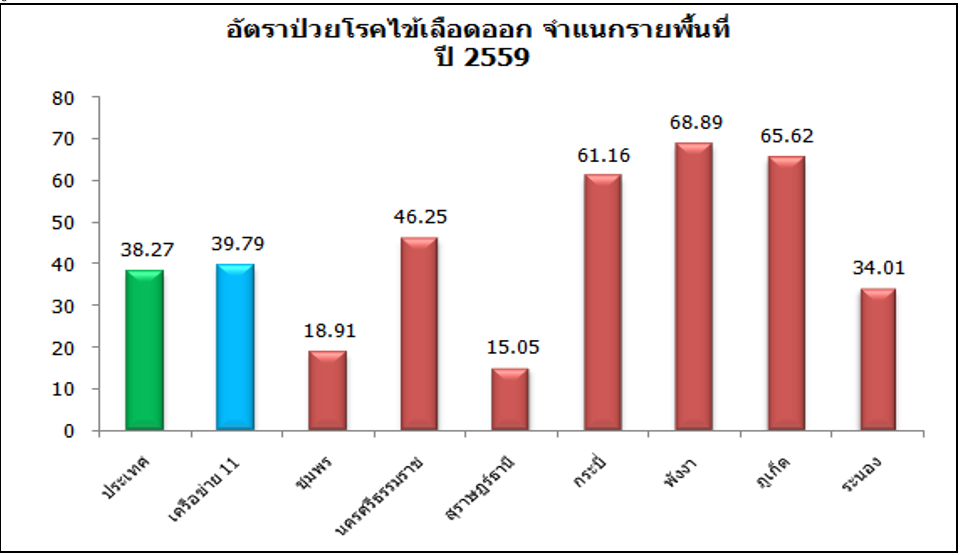 อัตราป่วยโรคไข้เลือดออก จำแนกรายพื้นที่
ปี 2559
80
70
60
50
40
30
20
10
0
38.27
39.79
18.91
46.25
15.05
61.16
68.89
65.62
34.01
ประเทศ
เครือข่าย 11
ชุมพร
นครศรีธรรมราช
สุราษฎร์ธานี
กระบี่
พังงา
ภูเก็ต
ระนอง